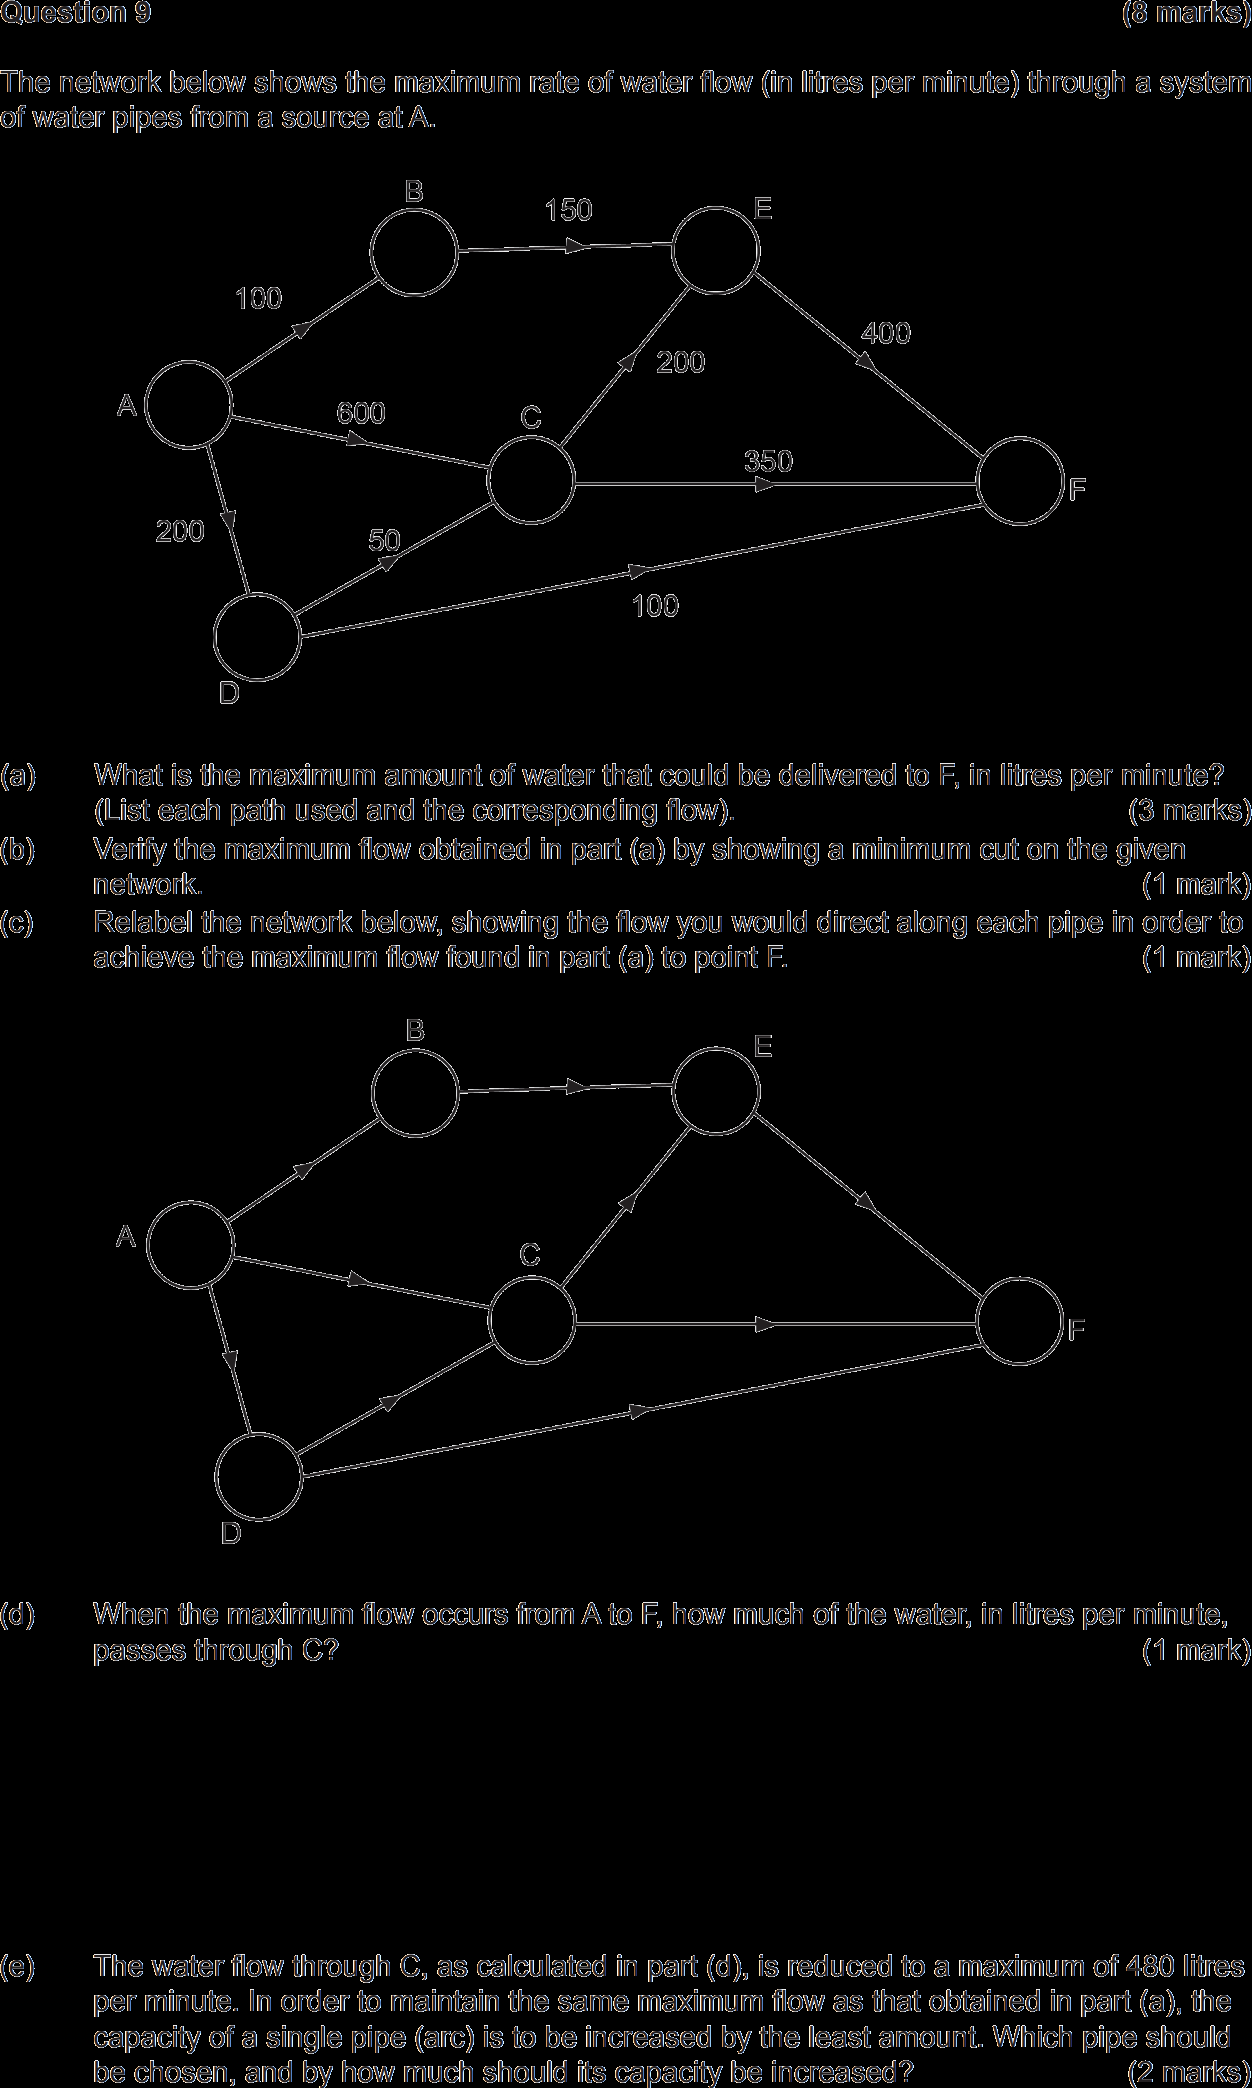 Question 9 (8 marks)
The network below shows the maximum rate of water flow (in litres per minute) through a system
of water pipes from a source at A.
B
150
E
100
400
200
A
600
C
350
F
200
50
100
D
(a) What is the maximum amount of water that could be delivered to F, in litres per minute?
(List each path used and the corresponding flow). (3 marks)
(b) Verify the maximum flow obtained in part (a) by showing a minimum cut on the given
network. (1 mark)
(c) Relabel the network below, showing the flow you would direct along each pipe in order to
achieve the maximum flow found in part (a) to point F. (1 mark)
B
E
A
C
F
D
(d) When the maximum flow occurs from A to F, how much of the water, in litres per minute,
passes through C? (1 mark)
(e) The water flow through C, as calculated in part (d), is reduced to a maximum of 480 litres
per minute. In order to maintain the same maximum flow as that obtained in part (a), the
capacity of a single pipe (arc) is to be increased by the least amount. Which pipe should
be chosen, and by how much should its capacity be increased? (2 marks)